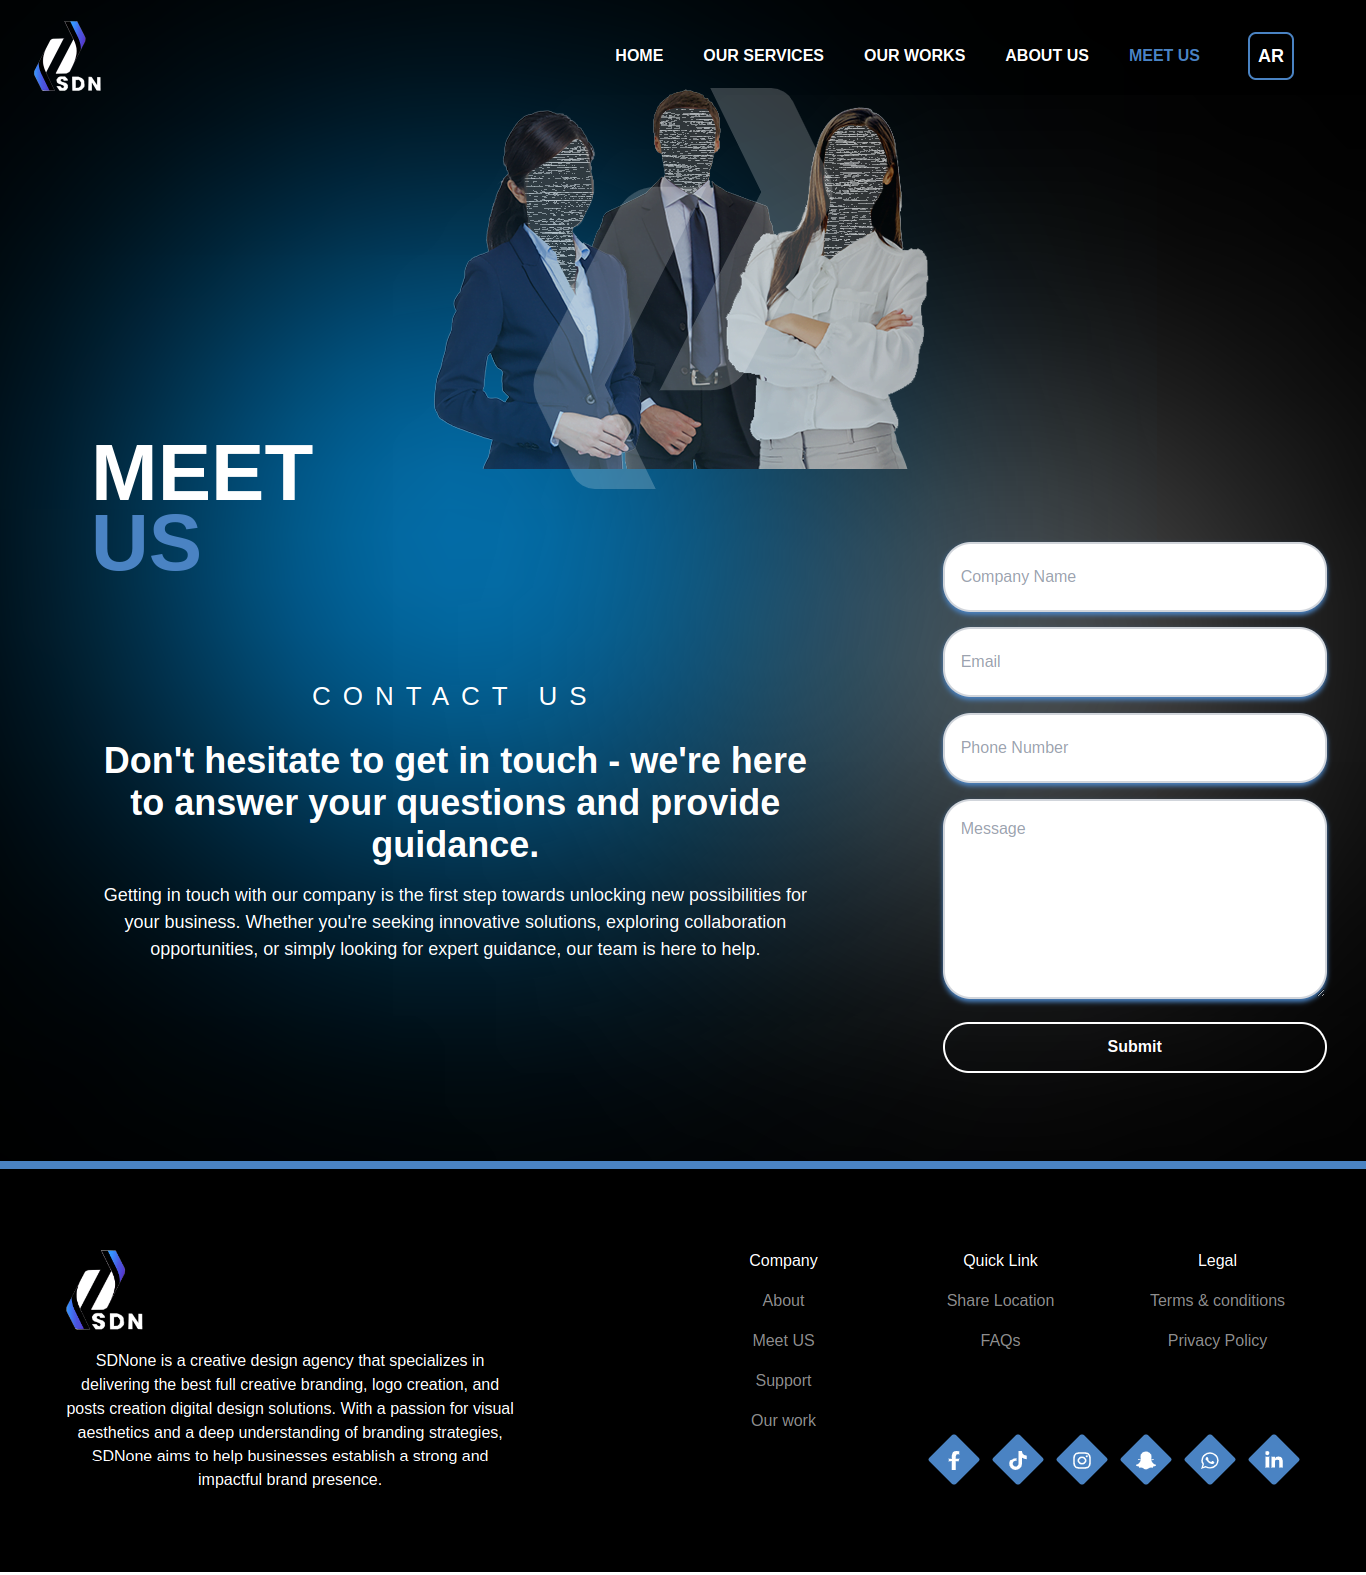 SDN
HOME OUR SERVICES OUR WORKS ABOUT US MEET US AR
MEET
US
CONTACT US
Don't hesitate to get in touch - we're here
to answer your questions and provide
guidance.
Getting in touch with our company is the first step towards unlocking new possibilities for
your business. Whether you're seeking innovative solutions, exploring collaboration
opportunities, or simply looking for expert guidance, our team is here to help.
Company Name
Email
Phone Number
Message
Submit
SDN
SDNone is a creative design agency that specializes in
delivering the best full creative branding, logo creation, and
posts creation digital design solutions. With a passion for visual
aesthetics and a deep understanding of branding strategies,
SDNone aims to help businesses establish a strong and
impactful brand presence.
Company
About
Meet US
Support
Our work
Quick Link
Share Location
FAQs
Legal
Terms & conditions
Privacy Policy